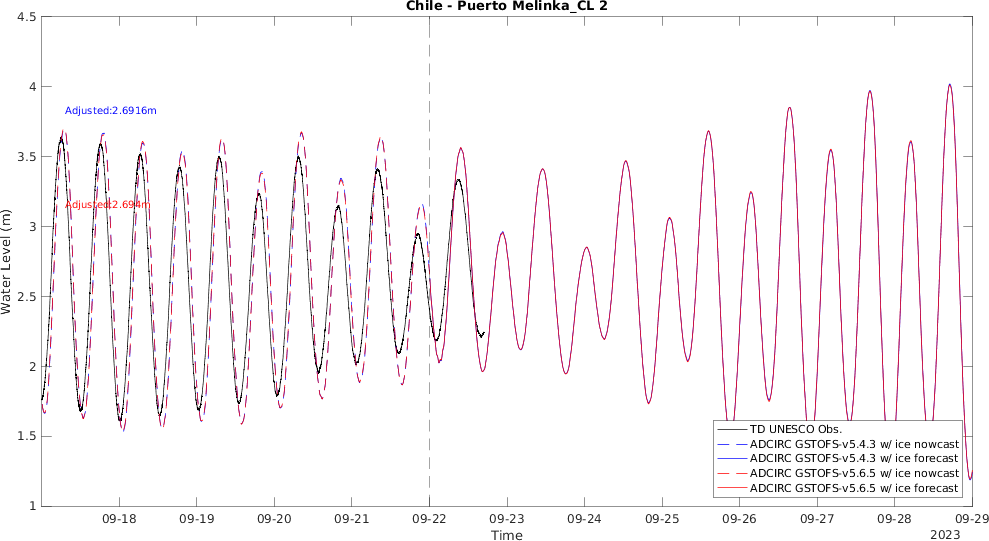 Chile - Puerto Melinka_CL 2
4.5
4
3.5
3
2.5
2
1.5
1
Water Level (m)
Adjusted:2.6916m
Adjusted:2.694m
TD UNESCO Obs.
ADCIRC GSTOFS-v5.4.3 w/ ice nowcast
ADCIRC GSTOFS-v5.4.3 w/ ice forecast
ADCIRC GSTOFS-v5.6.5 w/ ice nowcast
ADCIRC GSTOFS-v5.6.5 w/ ice forecast
09-18 09-19 09-20 09-21 09-22 09-23 09-24 09-25 09-26 09-27 09-28 09-29
Time
2023